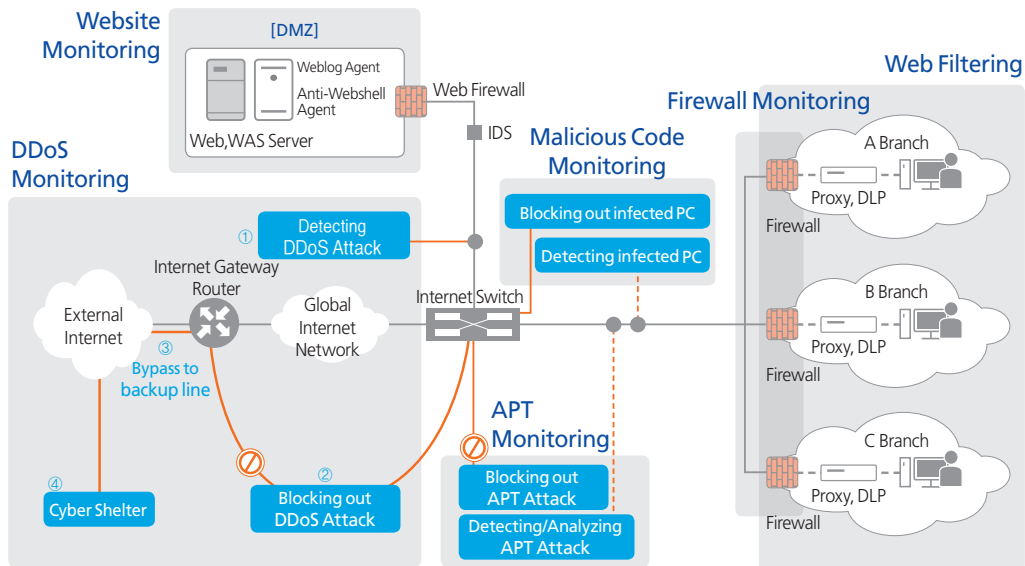 Website
Monitoring
[DMZ]
Weblog Agent
Anti-Webshell
Agent
Web,WAS Server
Web Firewall
IDS
Web Filtering
Firewall Monitoring
Malicious Code
Monitoring
Blocking out infected PC
Detecting infected PC
DDoS
Monitoring
①
Detecting
DDoS Attack
Internet Gateway
Router
External
Internet
Global
Internet
Network
Internet Switch
③
Bypass to
backup line
④
Cyber Shelter
②
Blocking out
DDoS Attack
APT
Monitoring
Blocking out
APT Attack
Detecting/Analyzing
APT Attack
A Branch
Proxy, DLP
Firewall
B Branch
Proxy, DLP
Firewall
C Branch
Proxy, DLP
Firewall